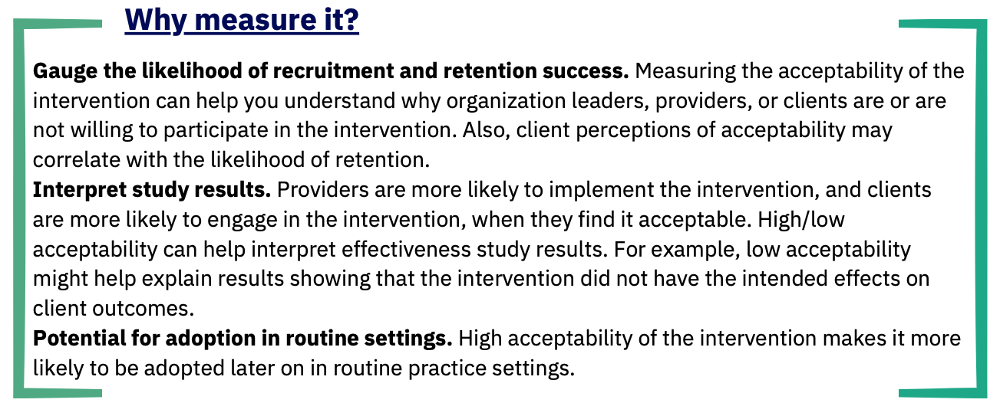 Why measure it?
Gauge the likelihood of recruitment and retention success. Measuring the acceptability of the
intervention can help you understand why organization leaders, providers, or clients are or are
not willing to participate in the intervention. Also, client perceptions of acceptability may
correlate with the likelihood of retention.
Interpret study results. Providers are more likely to implement the intervention, and clients
are more likely to engage in the intervention, when they find it acceptable. High/low
acceptability can help interpret effectiveness study results. For example, low acceptability
might help explain results showing that the intervention did not have the intended effects on
client outcomes.
Potential for adoption in routine settings. High acceptability of the intervention makes it more
likely to be adopted later on in routine practice settings.